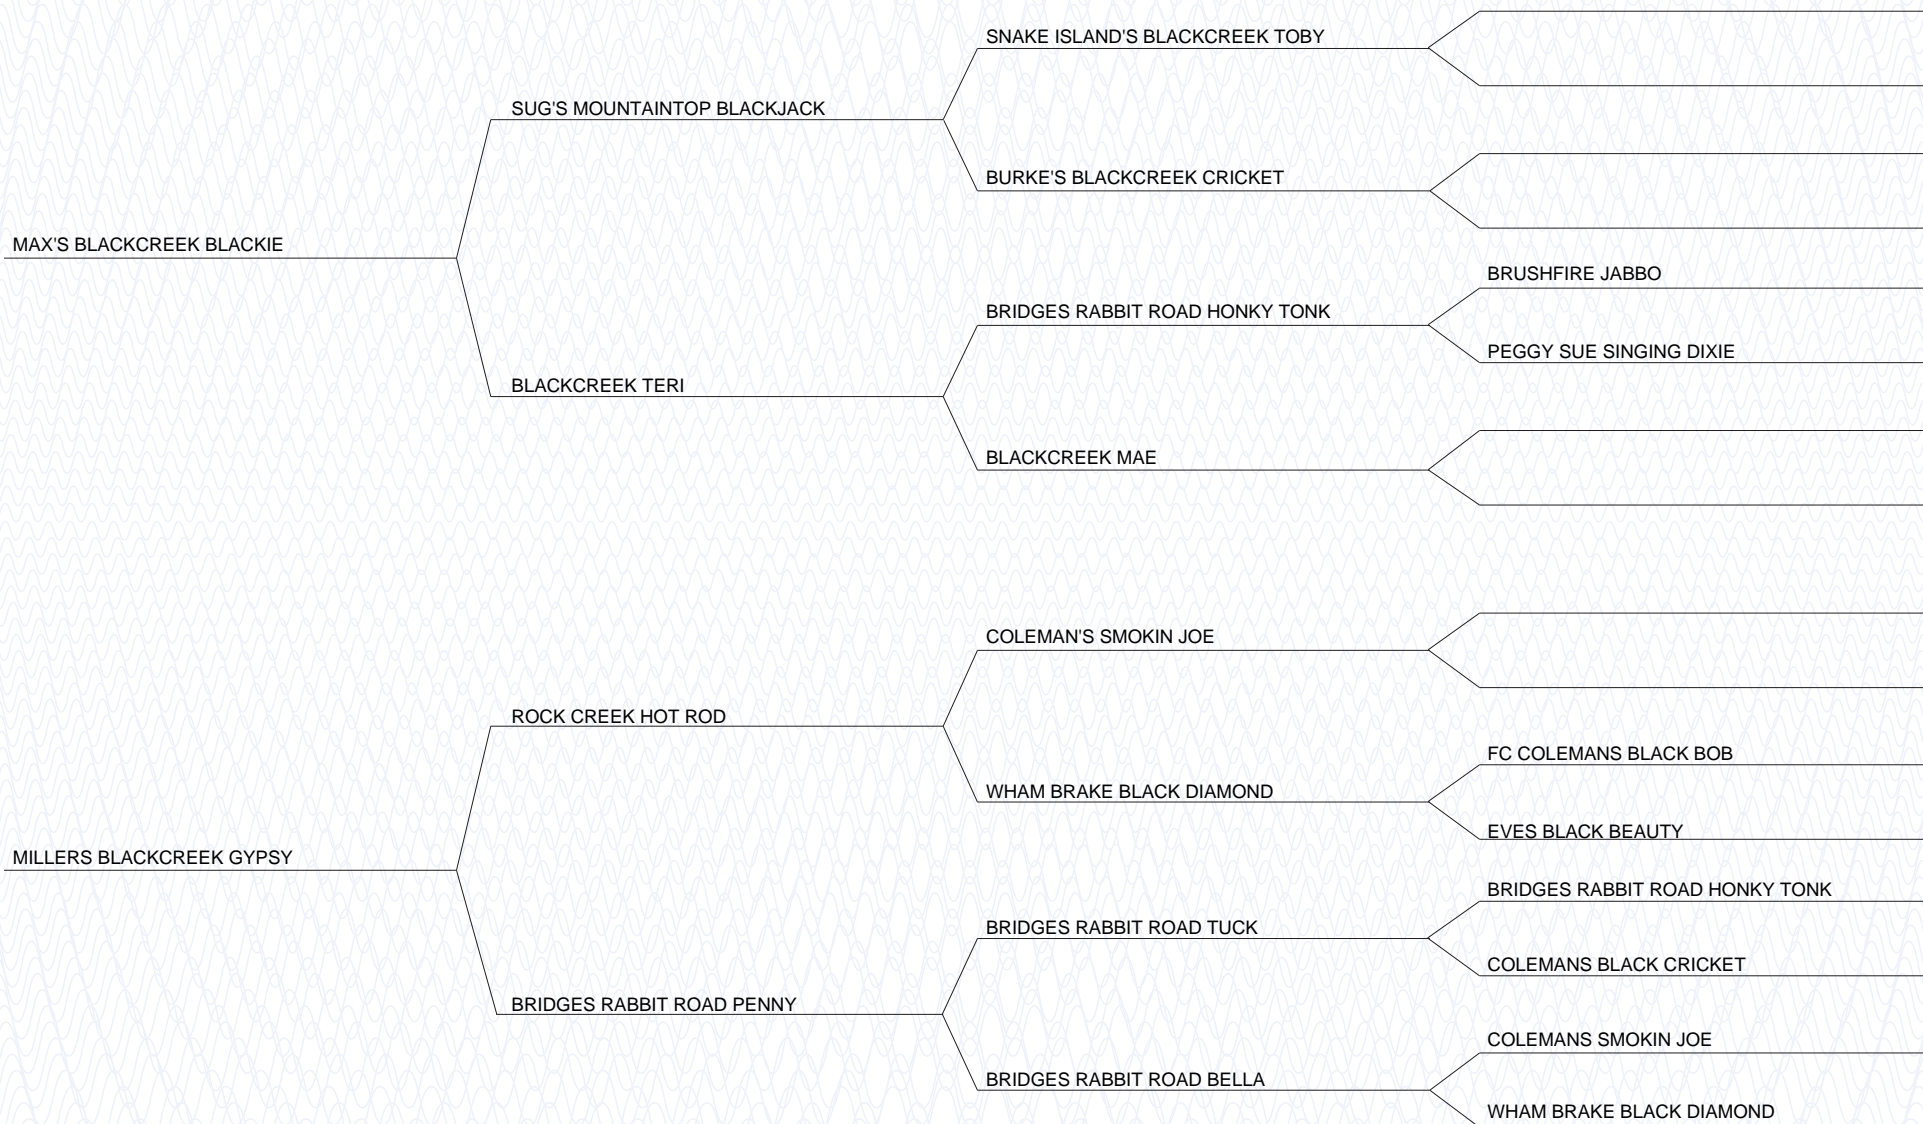 SNAKE ISLAND'S BLACKCREEK TOBY
SUG'S MOUNTAINTOP BLACKJACK
BURKE'S BLACKCREEK CRICKET
MAX'S BLACKCREEK BLACKIE
BRUSHFIRE JABBO
BRIDGES RABBIT ROAD HONKY TONK
PEGGY SUE SINGING DIXIE
BLACKCREEK TERI
BLACKCREEK MAE
COLEMAN'S SMOKIN JOE
ROCK CREEK HOT ROD
FC COLEMANS BLACK BOB
WHAM BRAKE BLACK DIAMOND
EVES BLACK BEAUTY
MILLERS BLACKCREEK GYPSY
BRIDGES RABBIT ROAD HONKY TONK
BRIDGES RABBIT ROAD TUCK
COLEMANS BLACK CRICKET
BRIDGES RABBIT ROAD PENNY
COLEMANS SMOKIN JOE
BRIDGES RABBIT ROAD BELLA
WHAM BRAKE BLACK DIAMOND